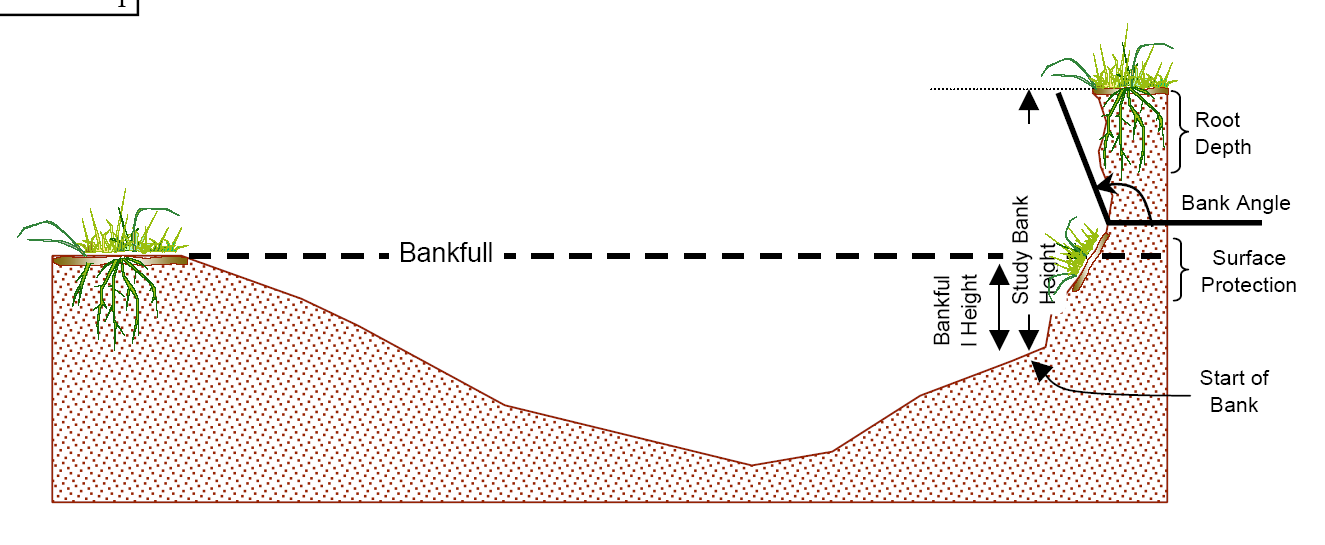 Root
Depth
Bank Angle
Bankfull
Surface
Protection
Study Bank
Height
Bankful
l Height
Start of
Bank